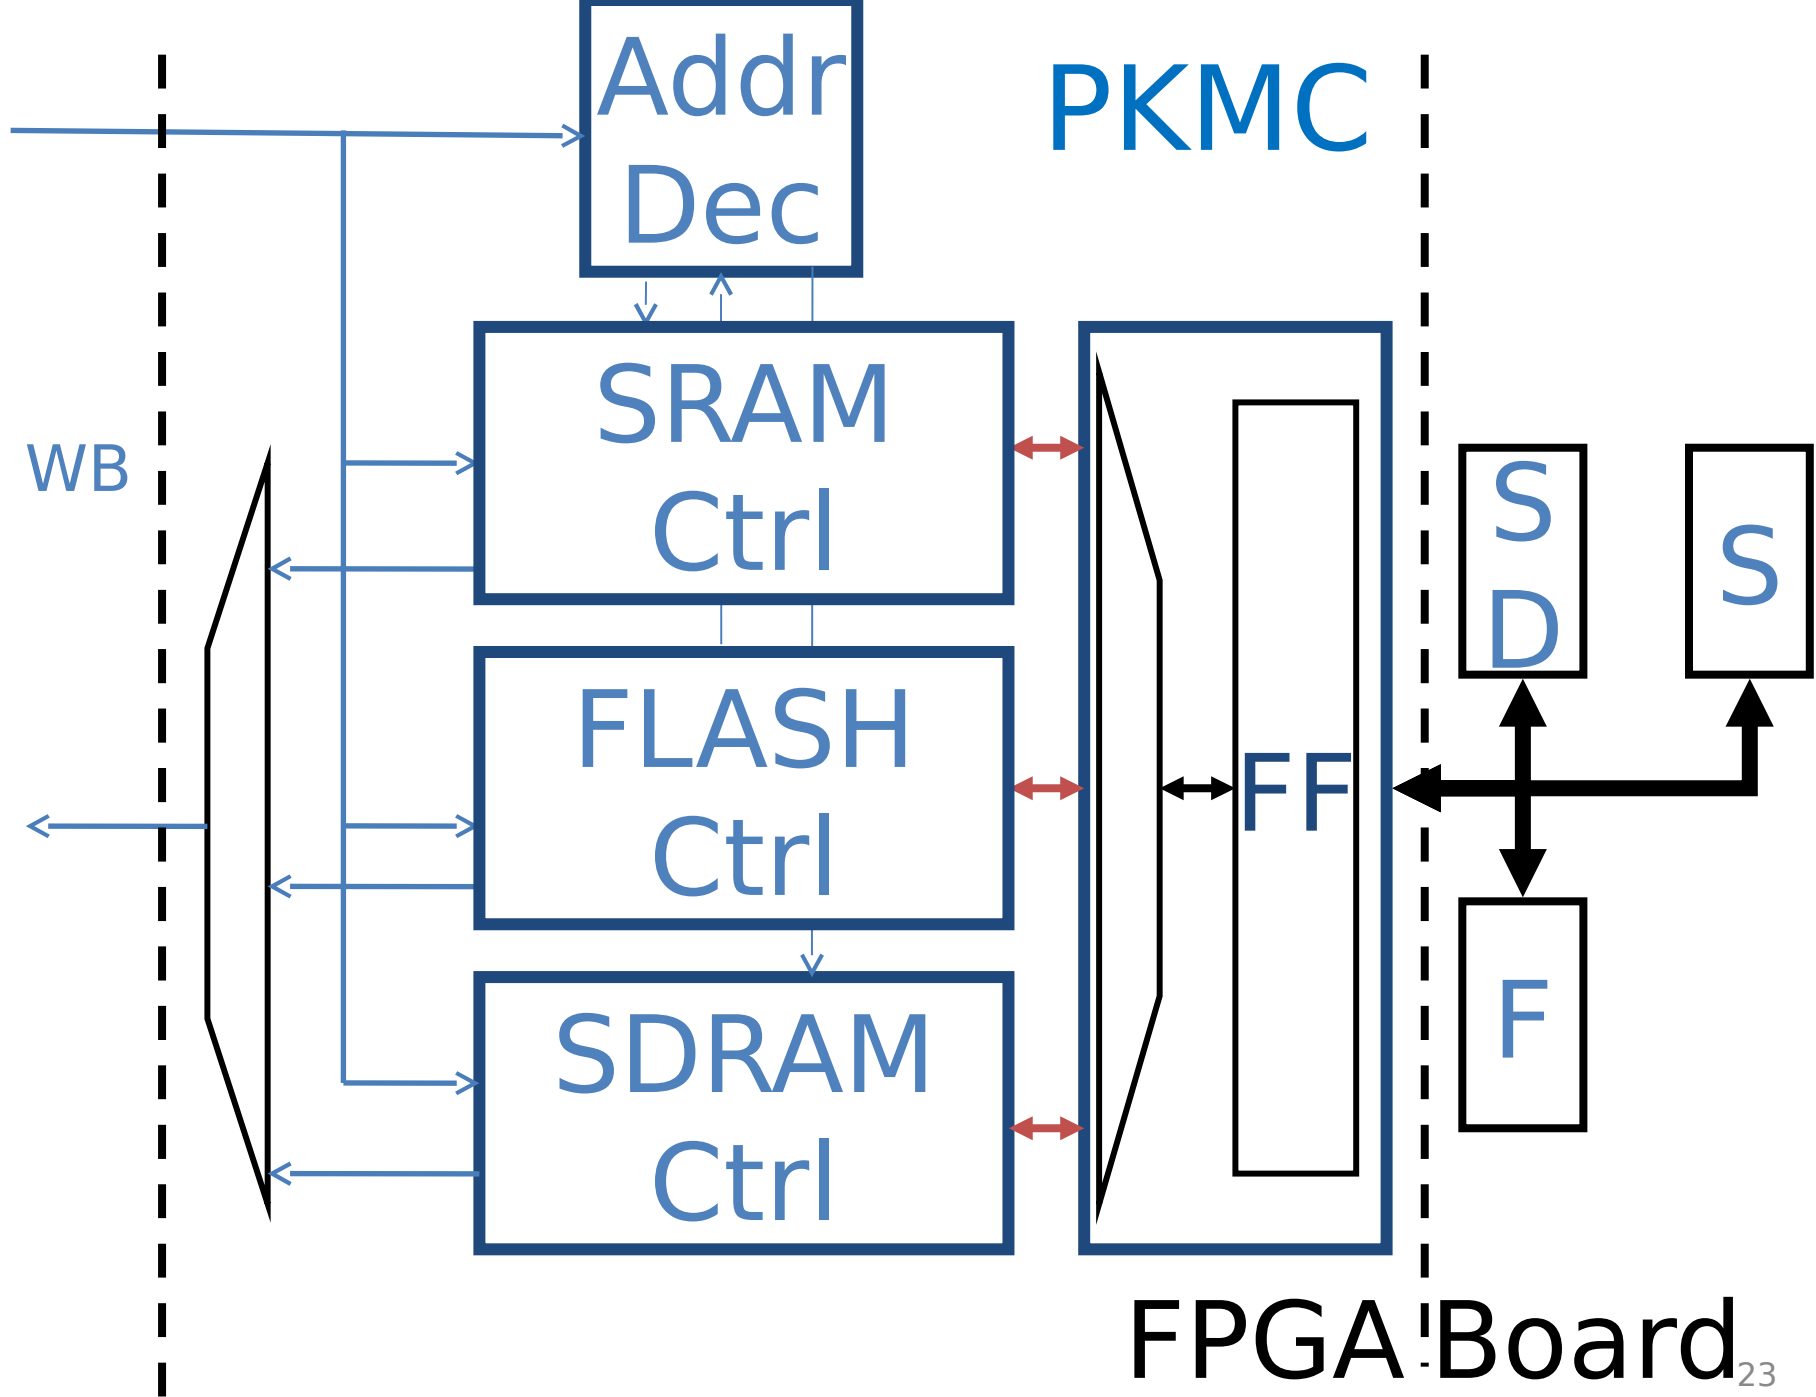 Addr
Dec
PKMC
WB
SRAM
Ctrl
FLASH
Ctrl
SDRAM
Ctrl
FF
S
D
S
F
FPGA Board
23